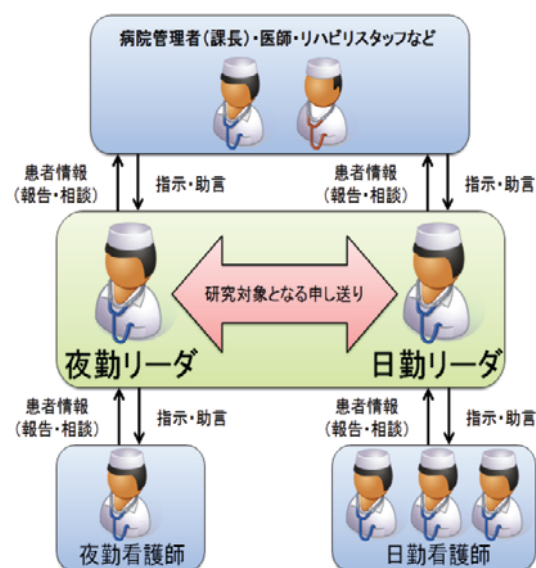 病院管理者(課長)・医師・リハビリスタッフなど
患者情報
(報告・相談)
指示・助言
患者情報
(報告・相談)
指示・助言
研究対象となる申し送り
夜勤リーダ
日勤リーダ
患者情報
(報告・相談)
指示・助言
患者情報
(報告・相談)
指示・助言
夜勤看護師
日勤看護師